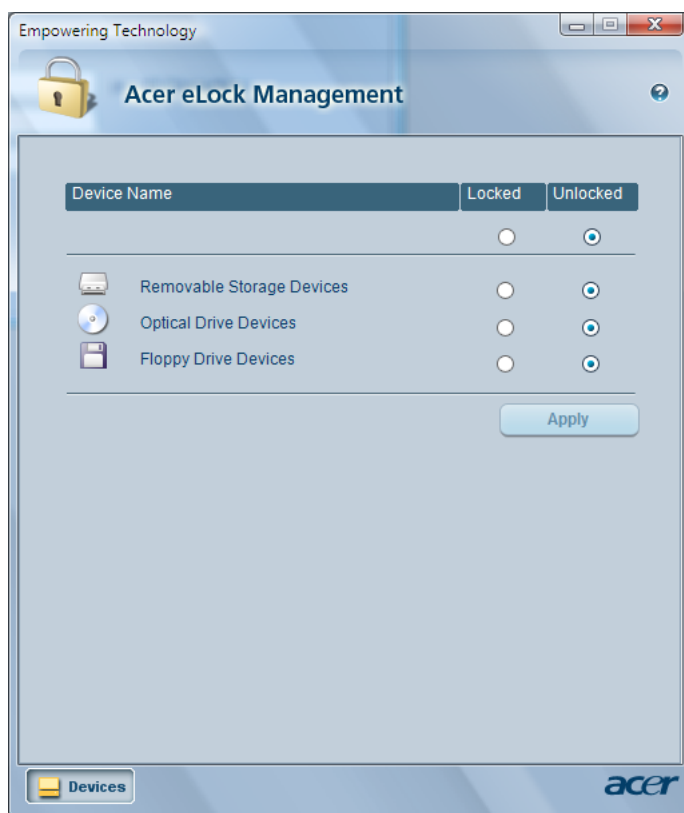 Empowering Technology
Acer eLock Management
Device Name Locked Unlocked
Removable Storage Devices
Optical Drive Devices
Floppy Drive Devices
Apply
Devices acer